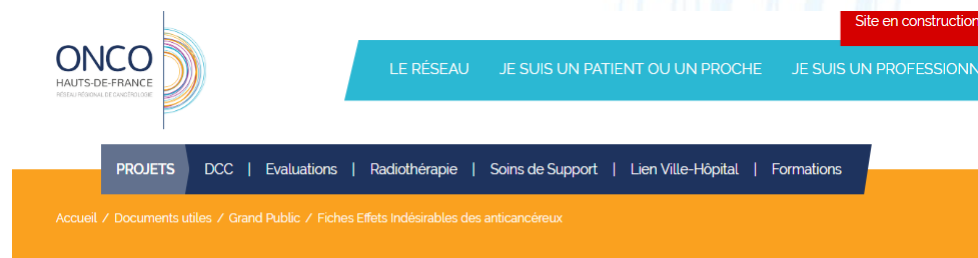 Site en construction
ONCO
HAUTS-DE-FRANCE
RÉSEAU RÉGIONAL DE CANCÉROLOGIE
LE RÉSEAU JE SUIS UN PATIENT OU UN PROCHE JE SUIS UN PROFESSIONN
PROJETS DCC | Evaluations | Radiothérapie | Soins de Support | Lien Ville-Hôpital | Formations
Accueil / Documents utiles / Grand Public / Fiches Effets Indésirables des anticancéreux